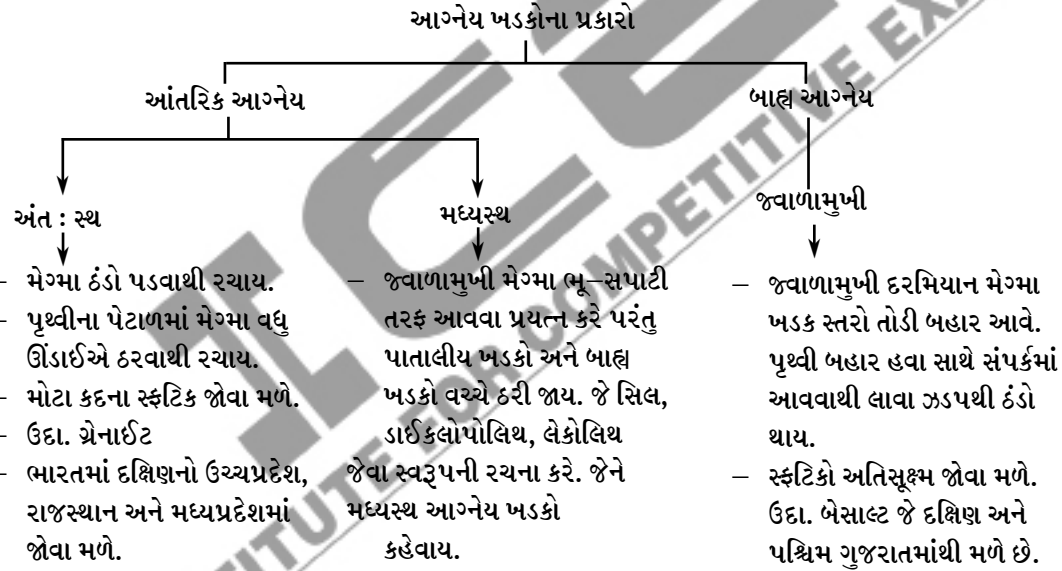 આગ્નેય ખડકોના પ્રકારો
આંતરિક આગ્નેય
બાહ્ય આગ્નેય
અંત : સ્થ
મધ્યસ્થ
જ્વાળામુખી
– મેગ્મા ઠંડો પડવાથી રચાય.
– પૃથ્વીના પેટાળમાં મેગ્મા વધુ
ઊંડાઈએ ઠરવાથી રચાય.
– મોટા કદના સ્ફટિક જોવા મળે.
– ઉદા. ગ્રેનાઈટ
– ભારતમાં દક્ષિણનો ઉચ્ચપ્રદેશ,
રાજસ્થાન અને મધ્યપ્રદેશમાં
જોવા મળે.
– જ્વાળામુખી મેગ્મા ભૂ–સપાટી
તરફ આવવા પ્રયત્ન કરે પરંતુ
પાતાલીય ખડકો અને બાહ્ય
ખડકો વચ્ચે ઠરી જાય. જે સિલ,
ડાઈકલોપોલિથ, લેકોલિથ
જેવા સ્વરૂપની રચના કરે. જેને
મધ્યસ્થ આગ્નેય ખડકો
કહેવાય.
– જ્વાળામુખી દરમિયાન મેગ્મા
ખડક સ્તરો તોડી બહાર આવે.
પૃથ્વી બહાર હવા સાથે સંપર્કમાં
આવવાથી લાવા ઝડપથી ઠંડો
થાય.
– સ્ફટિકો અતિસૂક્ષ્મ જોવા મળે.
ઉદા. બેસાલ્ટ જે દક્ષિણ અને
પશ્ચિમ ગુજરાતમાંથી મળે છે.